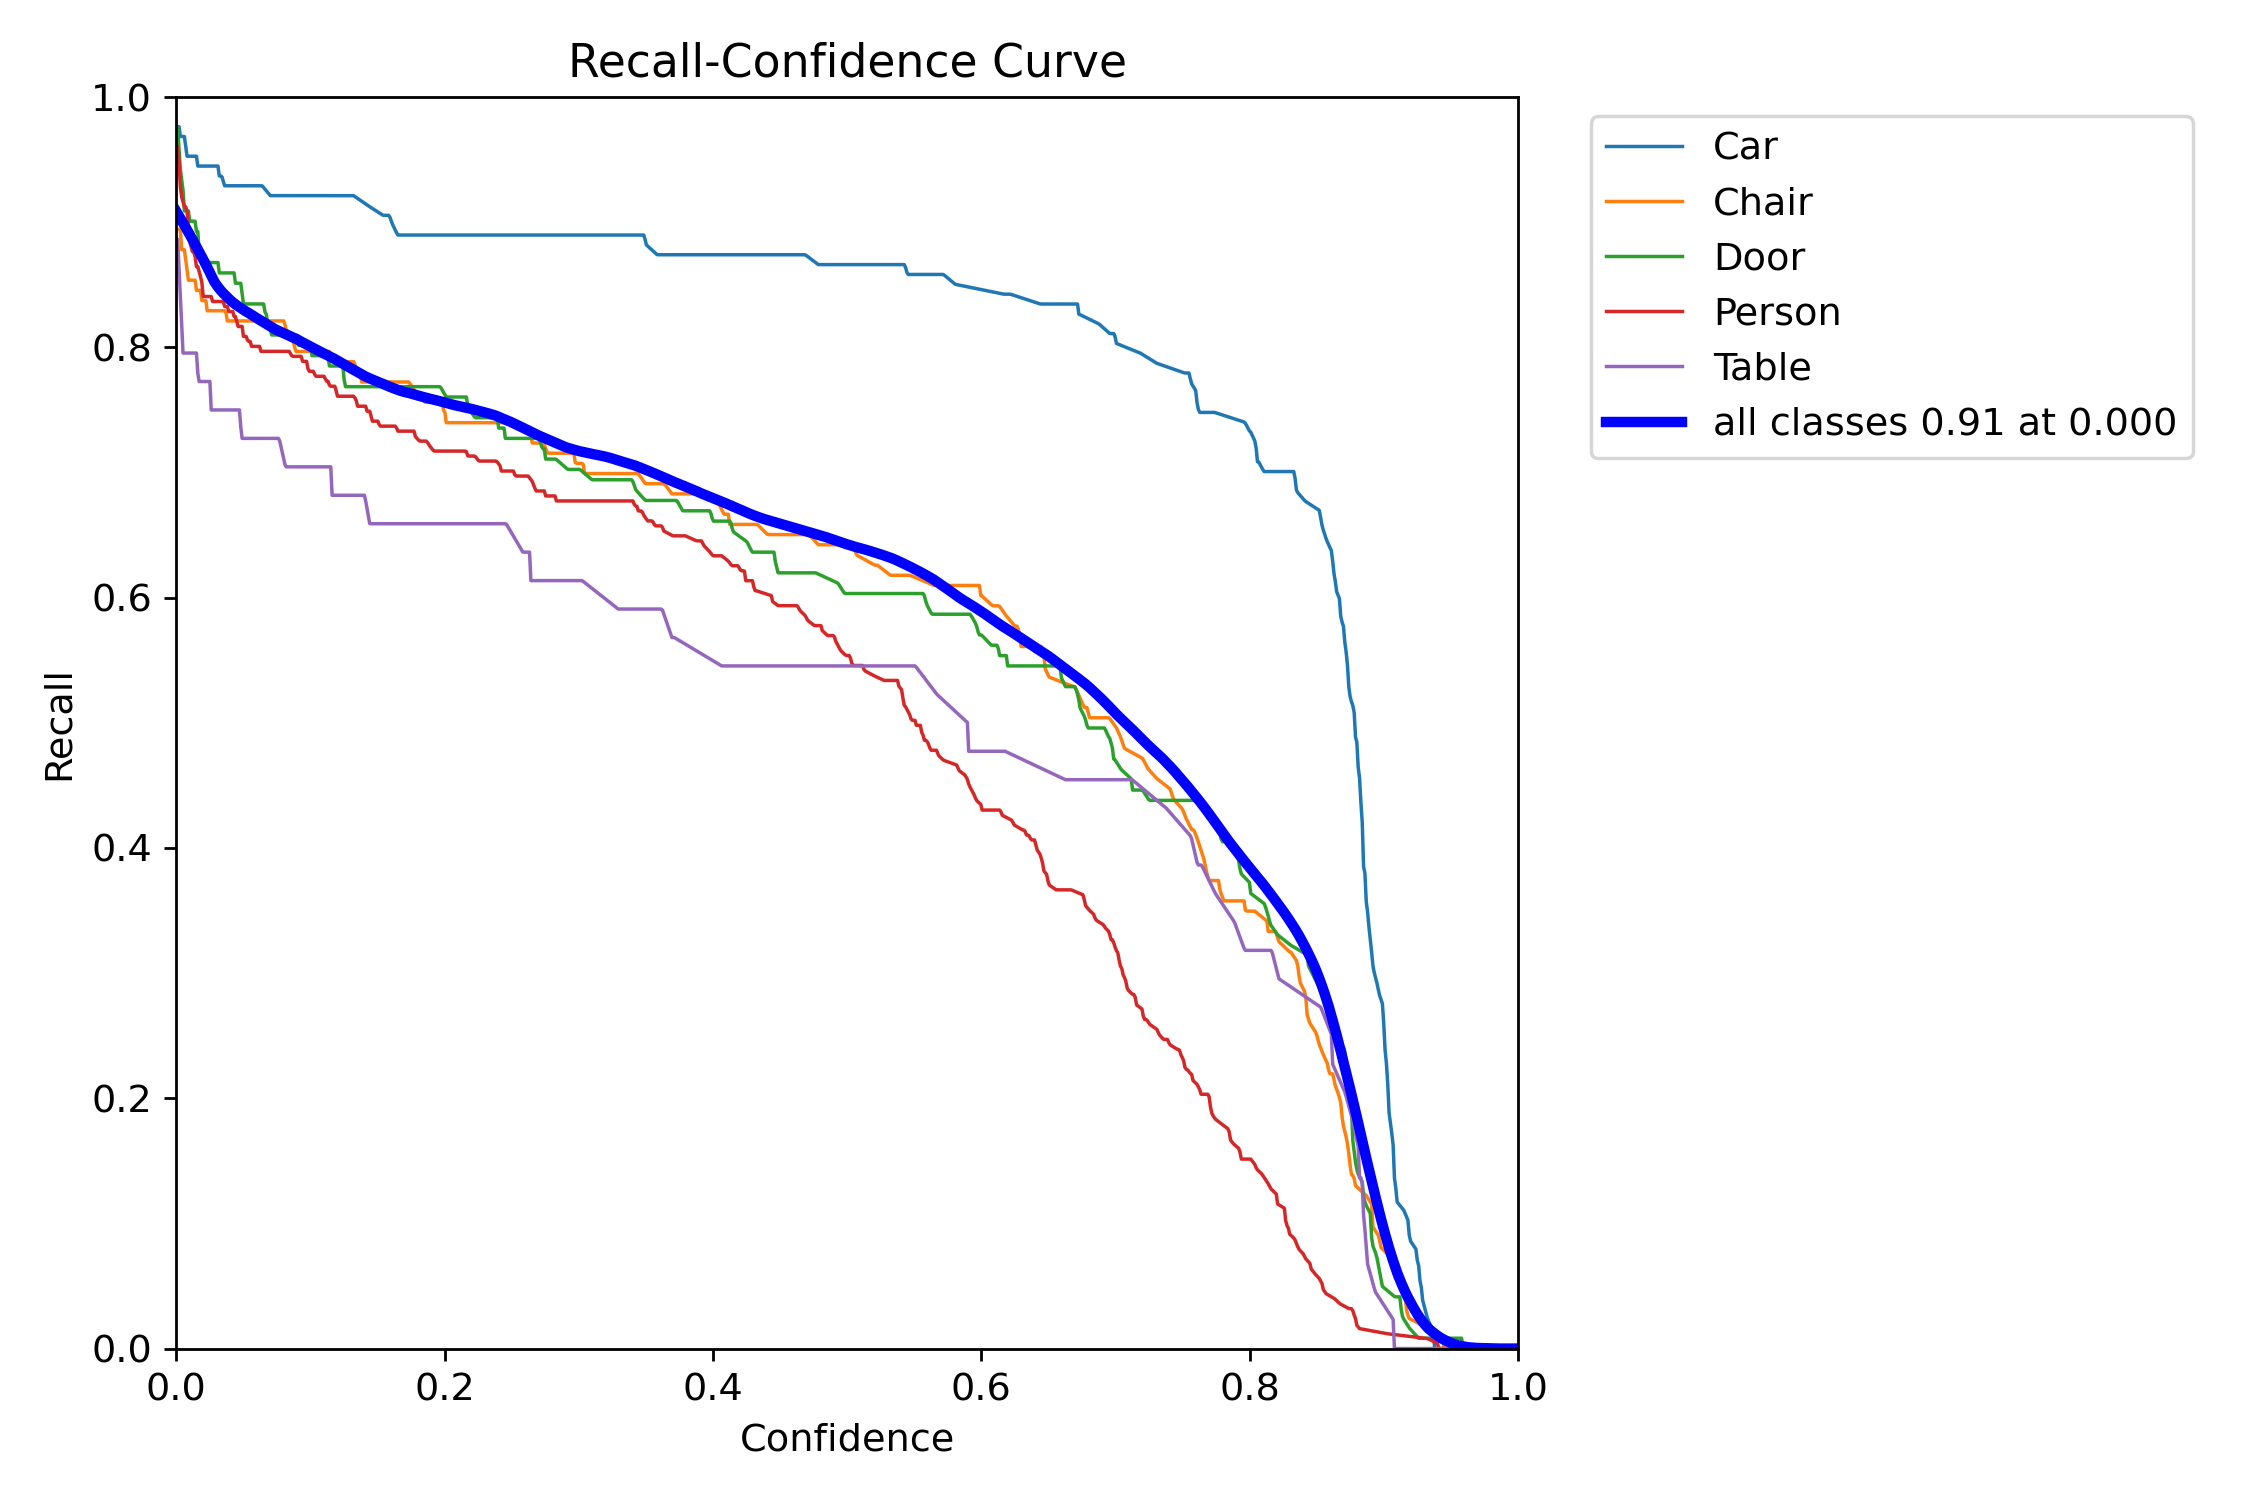 Recall-Confidence Curve
1.0
0.8
0.6
0.4
0.2
0.0
Recall
0.0 0.2 0.4 0.6 0.8 1.0
Confidence
Car
Chair
Door
Person
Table
all classes 0.91 at 0.000